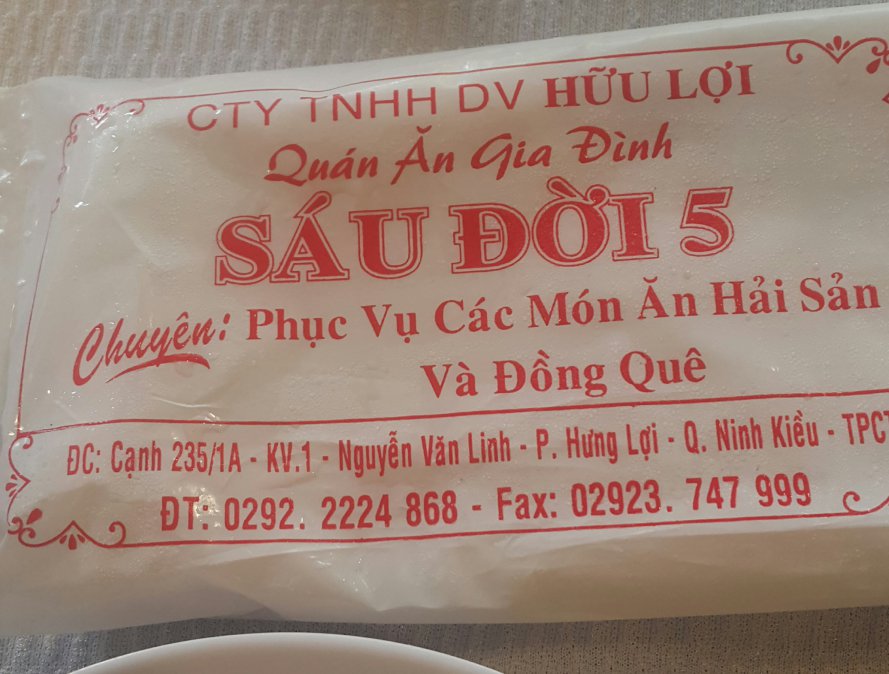 CTY TNHH DV HỮU LỢI
Quán Ăn Gia Đình
SÁU ĐỜI 5
Chuyên: Phục Vụ Các Món Ăn Hải Sản
Và Đồng Quê
ĐC: Cạnh 235/1A - KV.1 - Nguyễn Văn Linh - P. Hưng Lợi - Q. Ninh Kiều - TPCT
ĐT: 0292. 2224 868 - Fax: 02923. 747 999